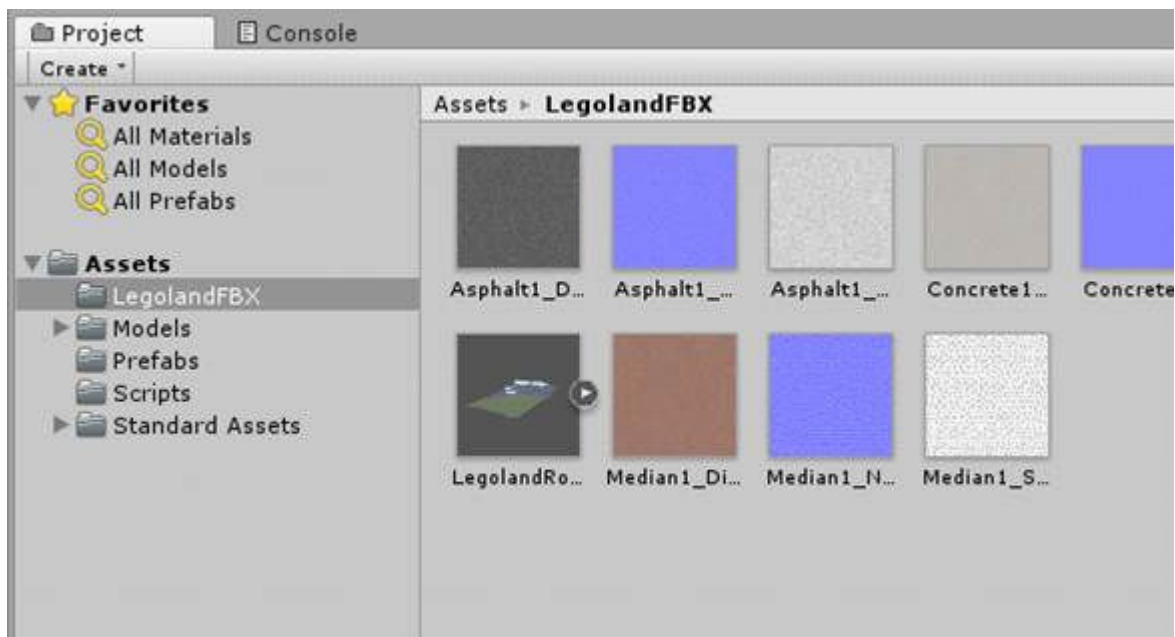 Project
Console
Create
Favorites
All Materials
All Models
All Prefabs
Assets
LegolandFBX
Models
Prefabs
Scripts
Standard Assets
Assets ▸ LegolandFBX
Asphalt1_D... Asphalt1_... Asphalt1_... Concrete1... Concrete
LegolandRo... Median1_Di... Median1_N... Median1_S...